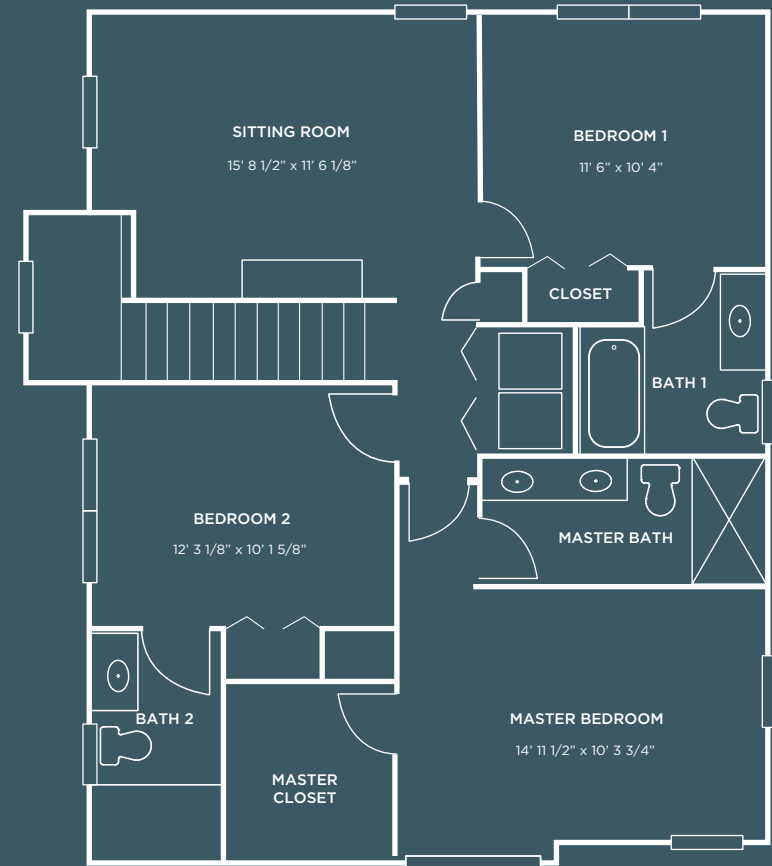 SITTING ROOM
15’ 8 1/2” x 11’ 6 1/8”
BEDROOM 1
11’ 6” x 10’ 4”
CLOSET
BATH 1
BEDROOM 2
12’ 3 1/8” x 10’ 1 5/8”
MASTER BATH
BATH 2
MASTER BEDROOM
14’ 11 1/2” x 10’ 3 3/4”
MASTER
CLOSET